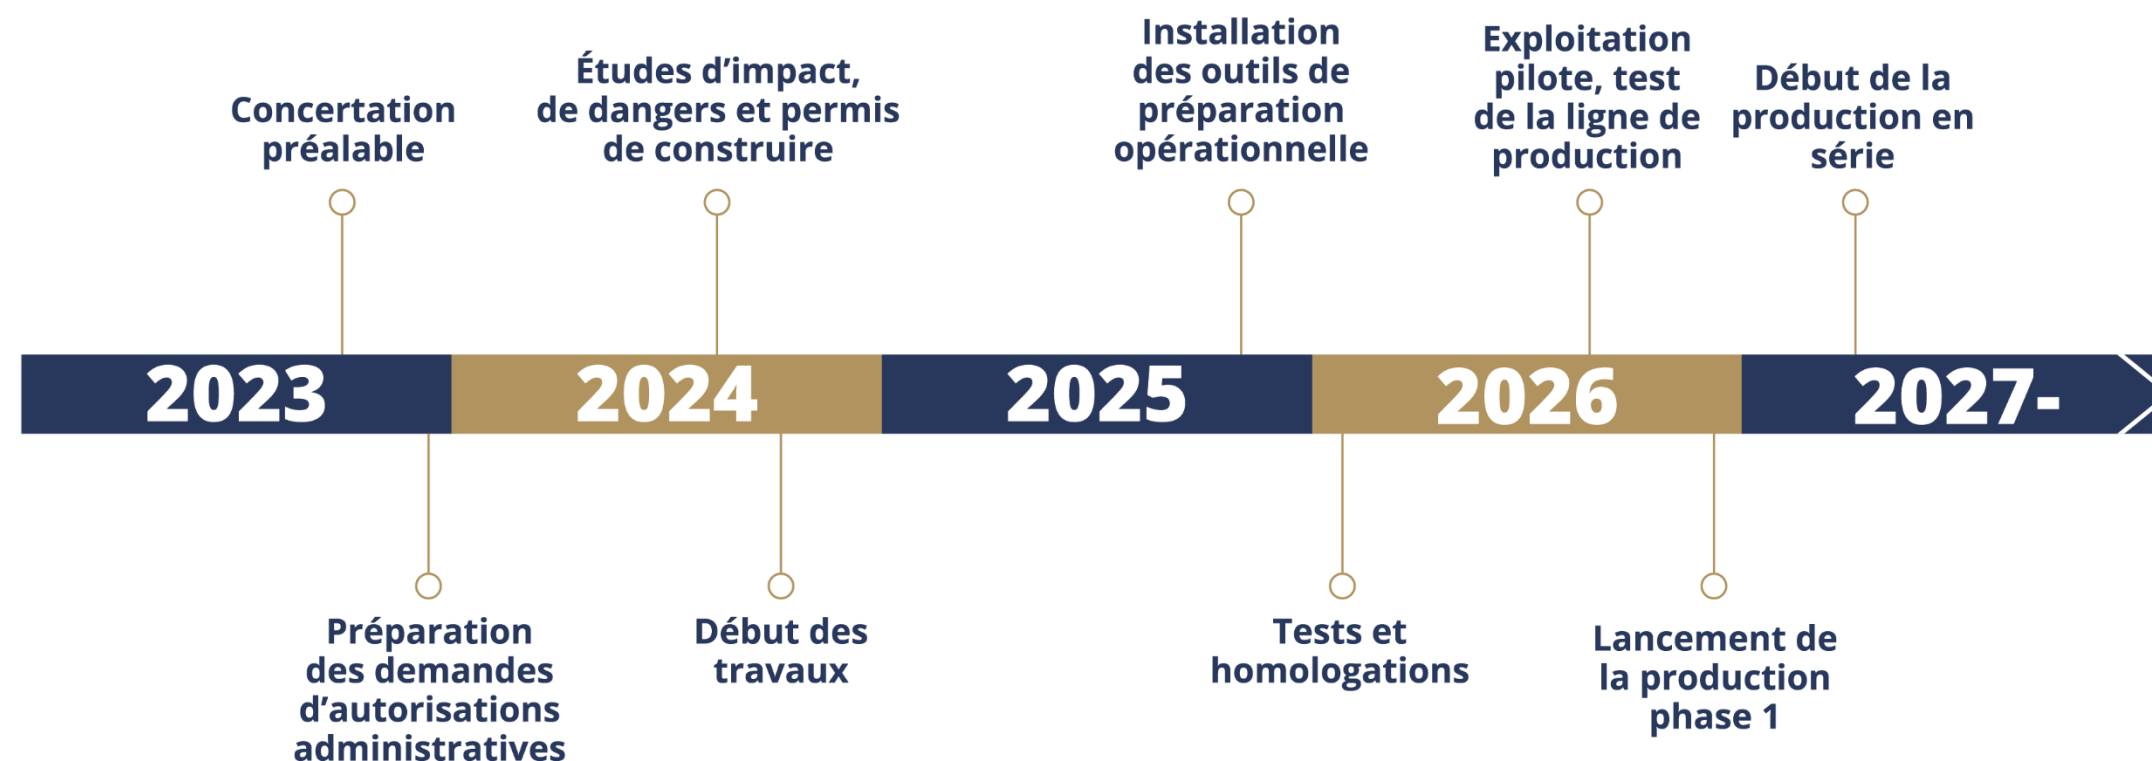 Concertation
préalable
Études d’impact,
de dangers et permis
de construire
Installation
des outils de
préparation
opérationnelle
Exploitation
pilote, test
de la ligne de
production
Début de la
production en
série
2023
2024
2025
2026
2027-
Préparation
des demandes
d’autorisations
administratives
Début des
travaux
Tests et
homologations
Lancement de
la production
phase 1